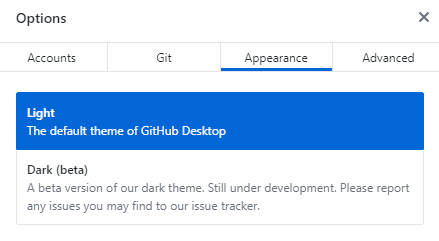 Options
Accounts Git Appearance Advanced
Light
The default theme of GitHub Desktop
Dark (beta)
A beta version of our dark theme. Still under development. Please report
any issues you may find to our issue tracker.